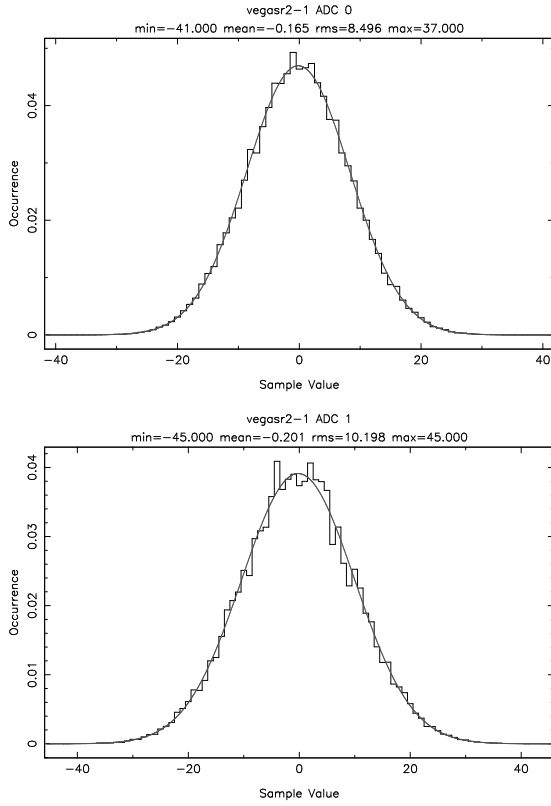 vegasr2-1 ADC 0
min=-41.000 mean=-0.165 rms=8.496 max=37.000
0.04
0.02
0
Occurrence
-40 -20 0 20 40
Sample Value
vegasr2-1 ADC 1
min=-45.000 mean=-0.201 rms=10.198 max=45.000
0.04
0.03
0.02
0.01
0
Occurrence
-40 -20 0 20 40
Sample Value